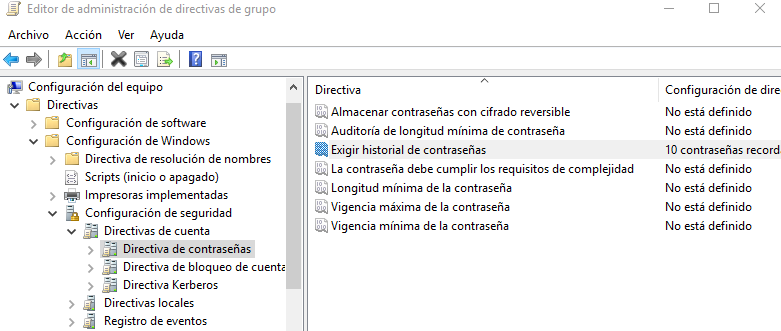 Editor de administración de directivas de grupo
Archivo Acción Ver Ayuda
Configuración del equipo
Directivas
Configuración de software
Configuración de Windows
Directiva de resolución de nombres
Scripts (inicio o apagado)
Impresoras implementadas
Configuración de seguridad
Directivas de cuenta
Directiva de contraseñas
Directiva de bloqueo de cuenta
Directiva Kerberos
Directivas locales
Registro de eventos
Directiva Configuración de dire
Almacenar contraseñas con cifrado reversible No está definido
Auditoría de longitud mínima de contraseña No está definido
Exigir historial de contraseñas 10 contraseñas recorda
La contraseña debe cumplir los requisitos de complejidad No está definido
Longitud mínima de la contraseña No está definido
Vigencia máxima de la contraseña No está definido
Vigencia mínima de la contraseña No está definido